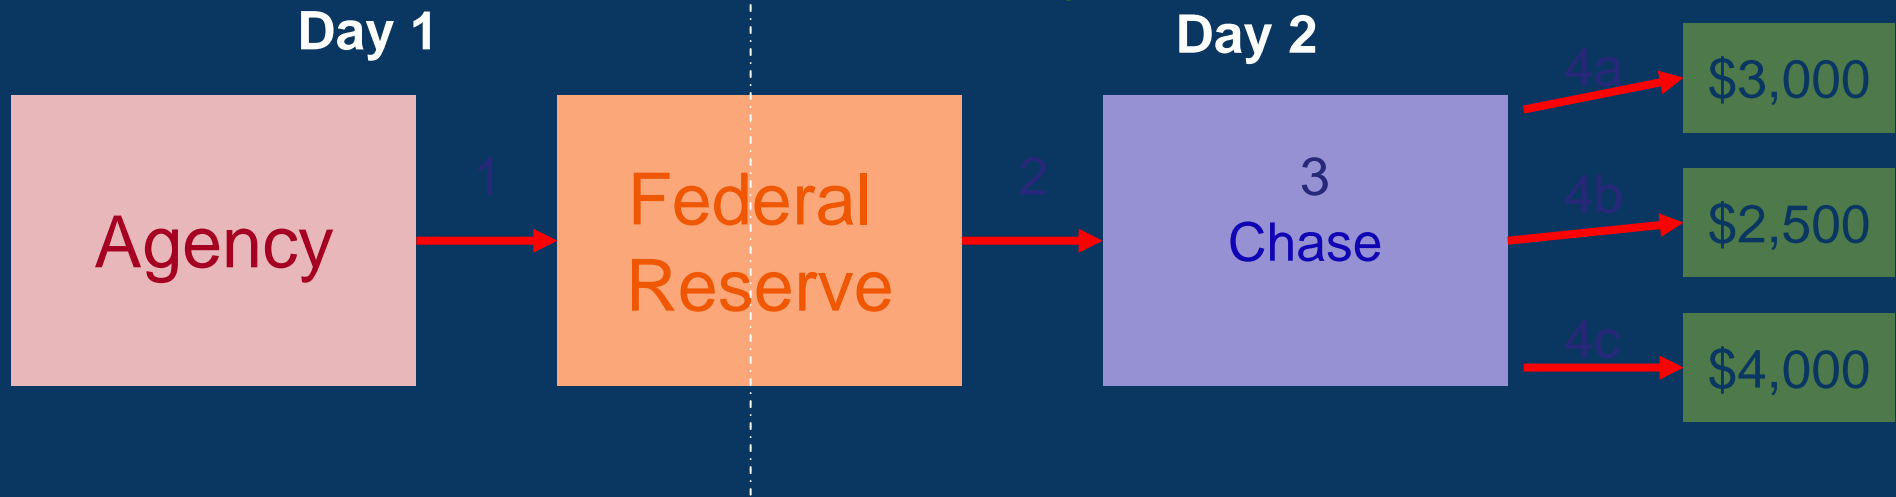 Day 1
Day 2
Agency
1
Federal
Reserve
2
3
Chase
4a
$3,000
4b
$2,500
4c
$4,000